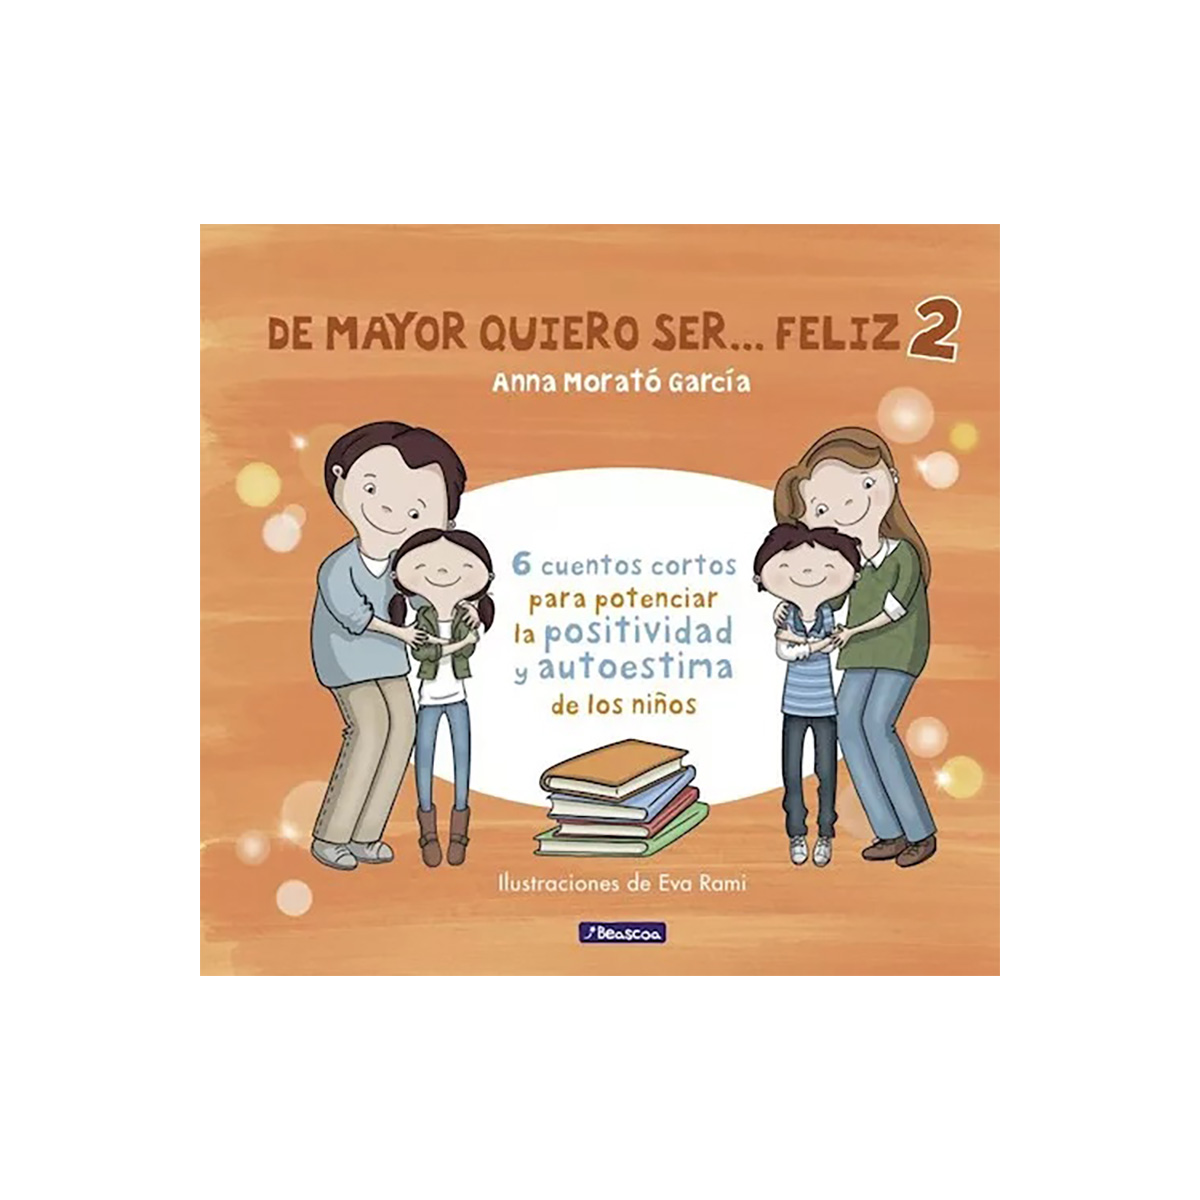 DE MAYOR QUIERO SER... FELIZ 2
Anna Morató García
6 cuentos cortos
para potenciar
la positividad
y autoestima
de los niños
Ilustraciones de Eva Rami
Beascoa